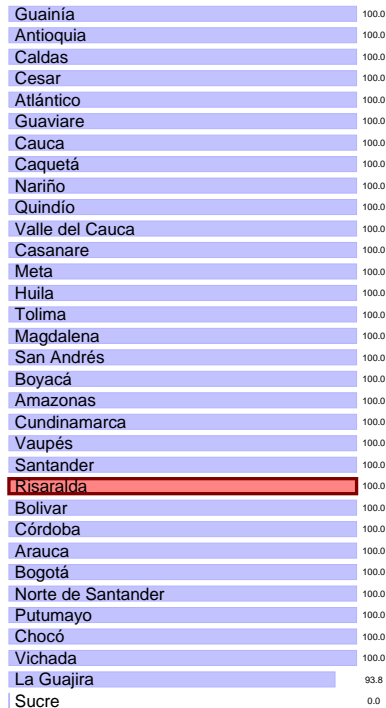 Guainía 100.0
Antioquia 100.0
Caldas 100.0
Cesar 100.0
Atlántico 100.0
Guaviare 100.0
Cauca 100.0
Caquetá 100.0
Nariño 100.0
Quindío 100.0
Valle del Cauca 100.0
Casanare 100.0
Meta 100.0
Huila 100.0
Tolima 100.0
Magdalena 100.0
San Andrés 100.0
Boyacá 100.0
Amazonas 100.0
Cundinamarca 100.0
Vaupés 100.0
Santander 100.0
Risaralda 100.0
Bolivar 100.0
Córdoba 100.0
Arauca 100.0
Bogotá 100.0
Norte de Santander 100.0
Putumayo 100.0
Chocó 100.0
Vichada 100.0
La Guajira 93.8
Sucre 0.0